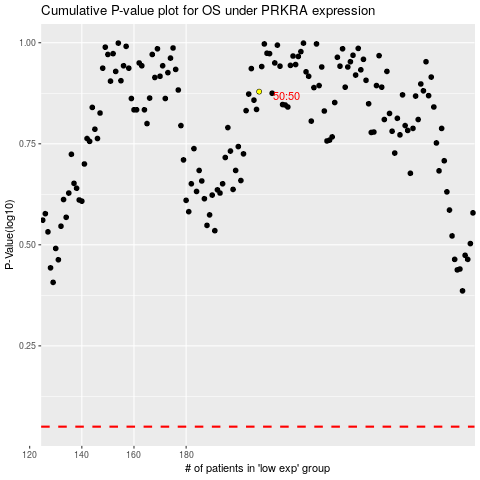 Cumulative P-value plot for OS under PRKRA expression
1.00
0.75
0.50
0.25
P-Value(log10)
50:50
120 140 160 180
# of patients in 'low exp' group